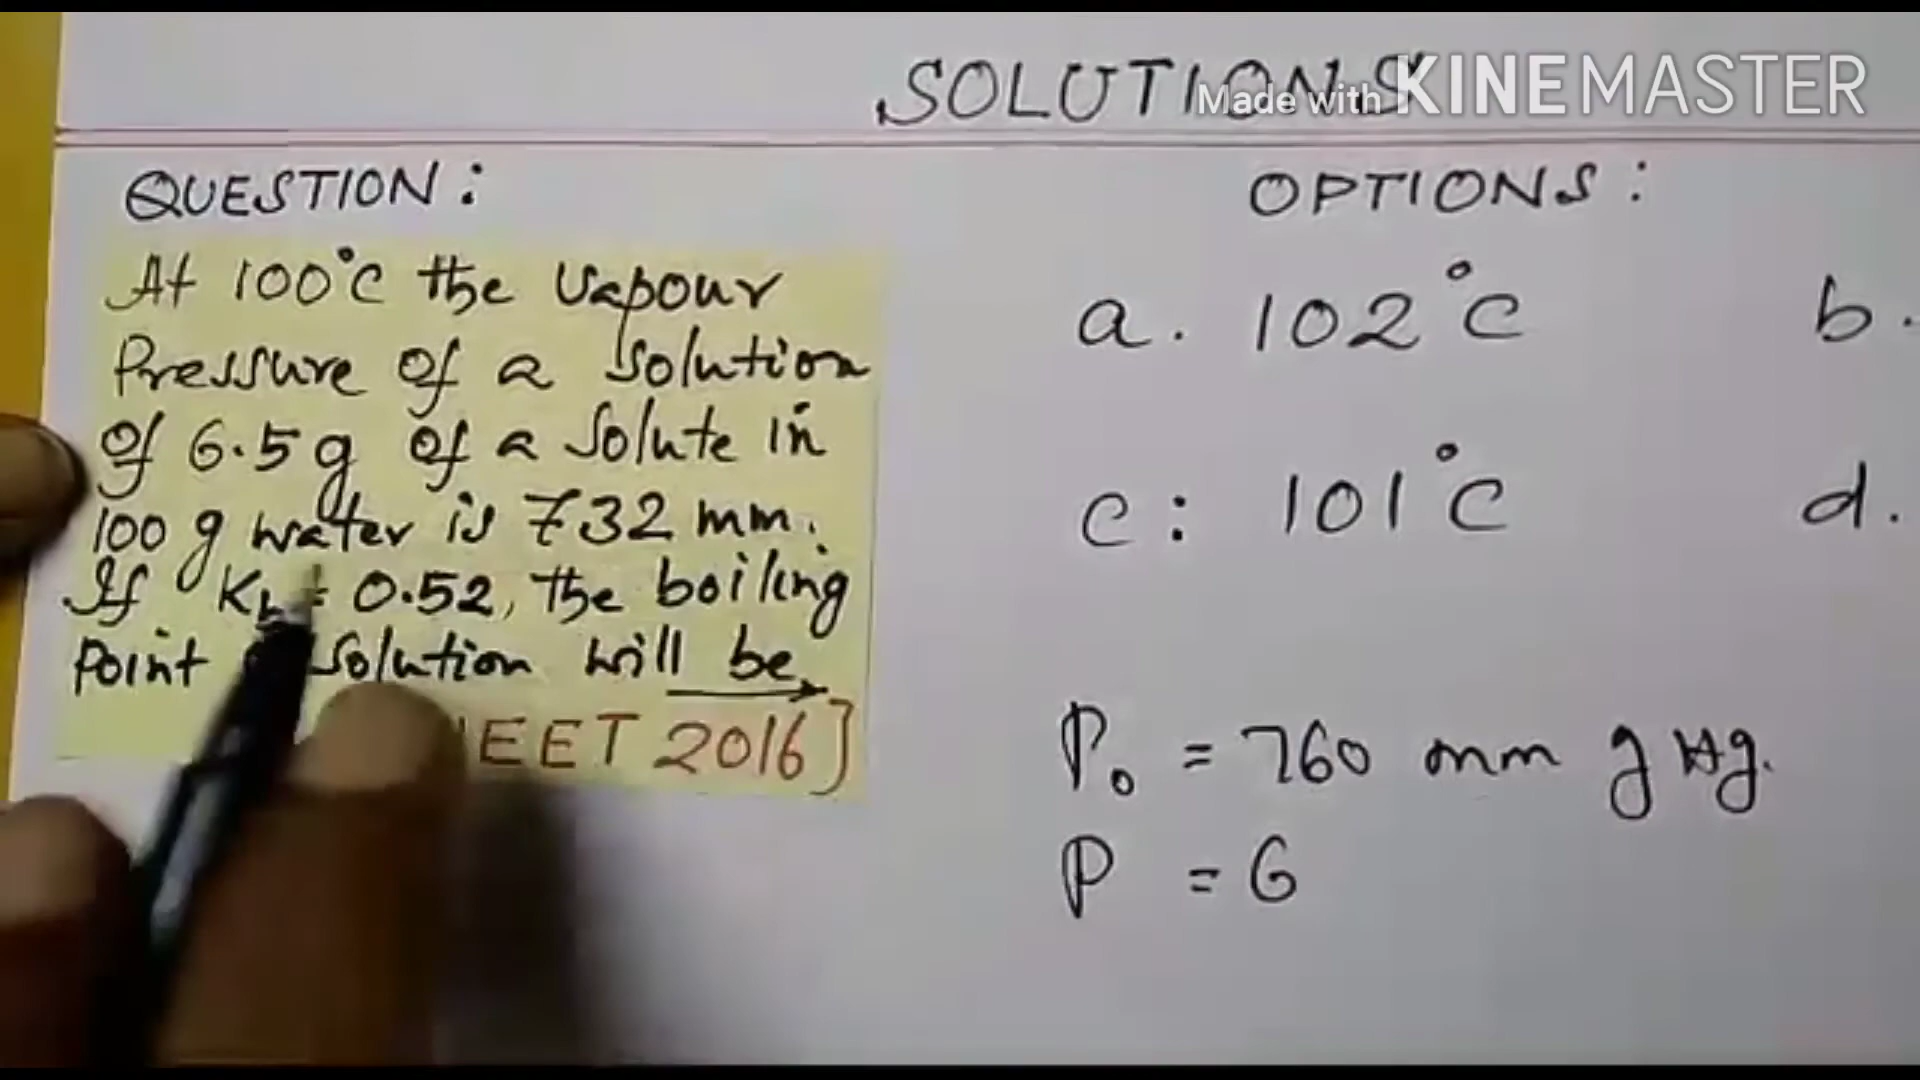 SOLUTIONS
Made with KINEMASTER
QUESTION:
At 100°C the Vapour
Pressure of a Solution
of 6.5g of a Solute in
100 g water is 732 mm.
If Kb = 0.52, the boiling
Point Solution will be
EET 2016]
OPTIONS:
a. 102°C
b.
c: 101°C
d.
P₀ = 760 mm g Hg.
P = 6